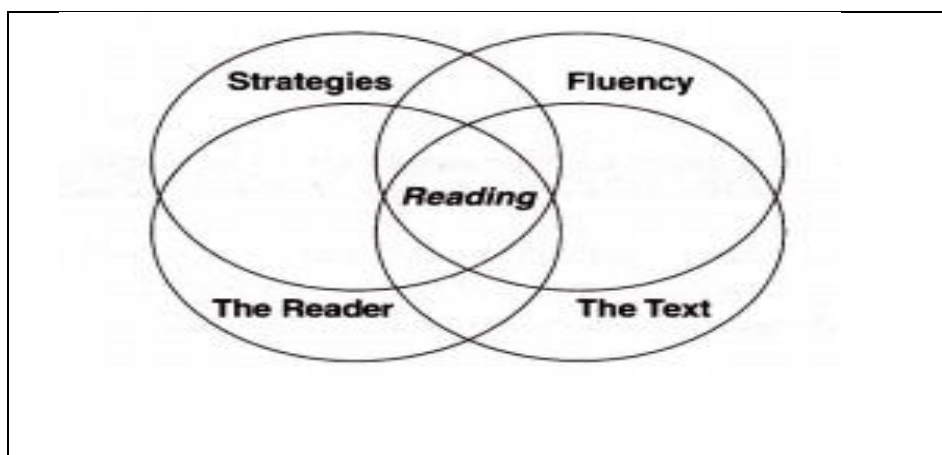 Strategies Fluency
Reading
The Reader The Text